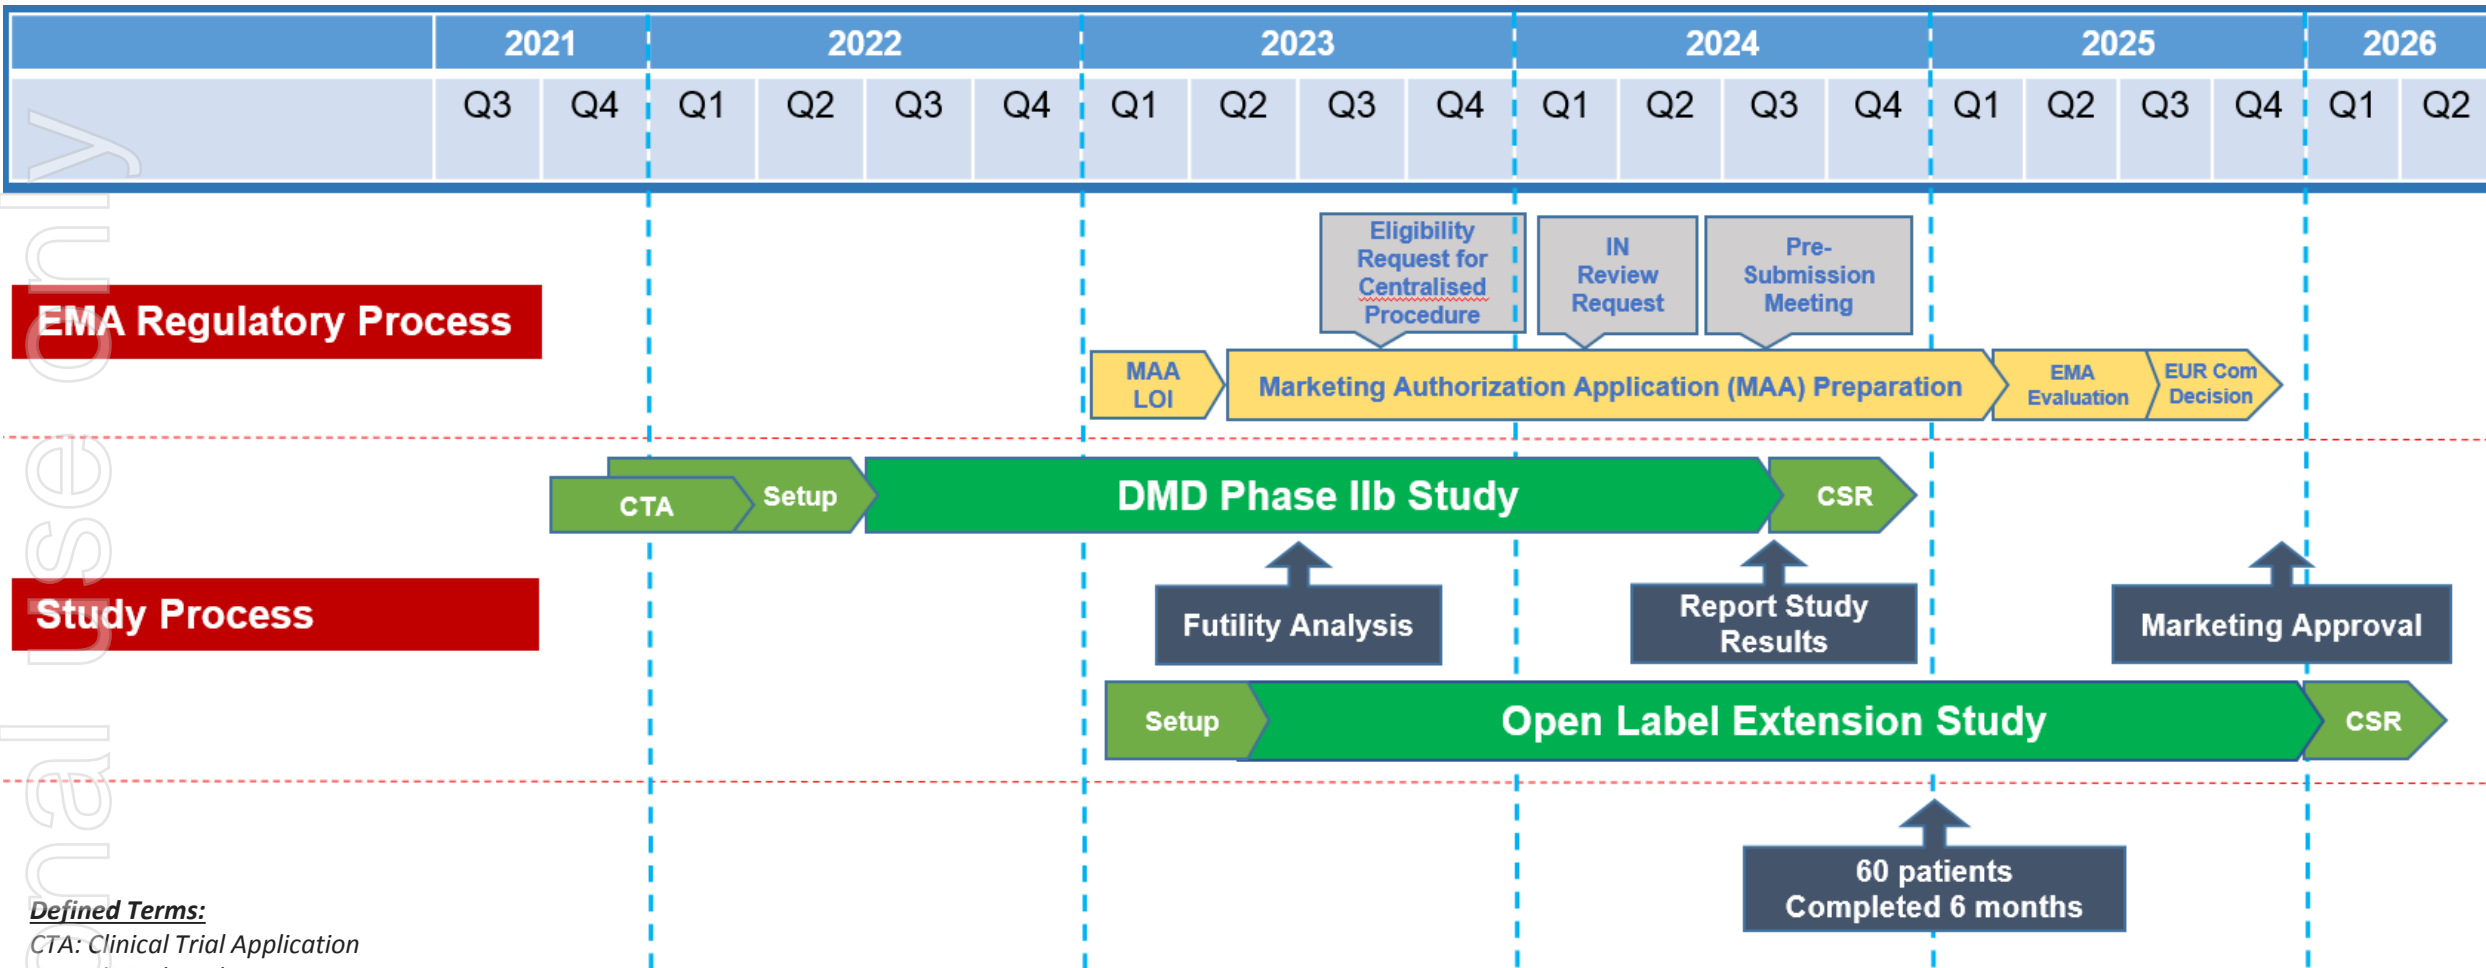 2021 2022 2023 2024 2025 2026
Q3 Q4 Q1 Q2 Q3 Q4 Q1 Q2 Q3 Q4 Q1 Q2 Q3 Q4 Q1 Q2 Q3 Q4 Q1 Q2
Eligibility
Request for
Centralised
Procedure
IN
Review
Request
Pre-
Submission
Meeting
EMA Regulatory Process
MAA
LOI
Marketing Authorization Application (MAA) Preparation
EMA
Evaluation
EUR Com
Decision
CTA
Setup
DMD Phase IIb Study
CSR
Study Process
Futility Analysis
Report Study
Results
Marketing Approval
Setup
Open Label Extension Study
CSR
60 patients
Completed 6 months
Defined Terms:
CTA: Clinical Trial Application
onal use only